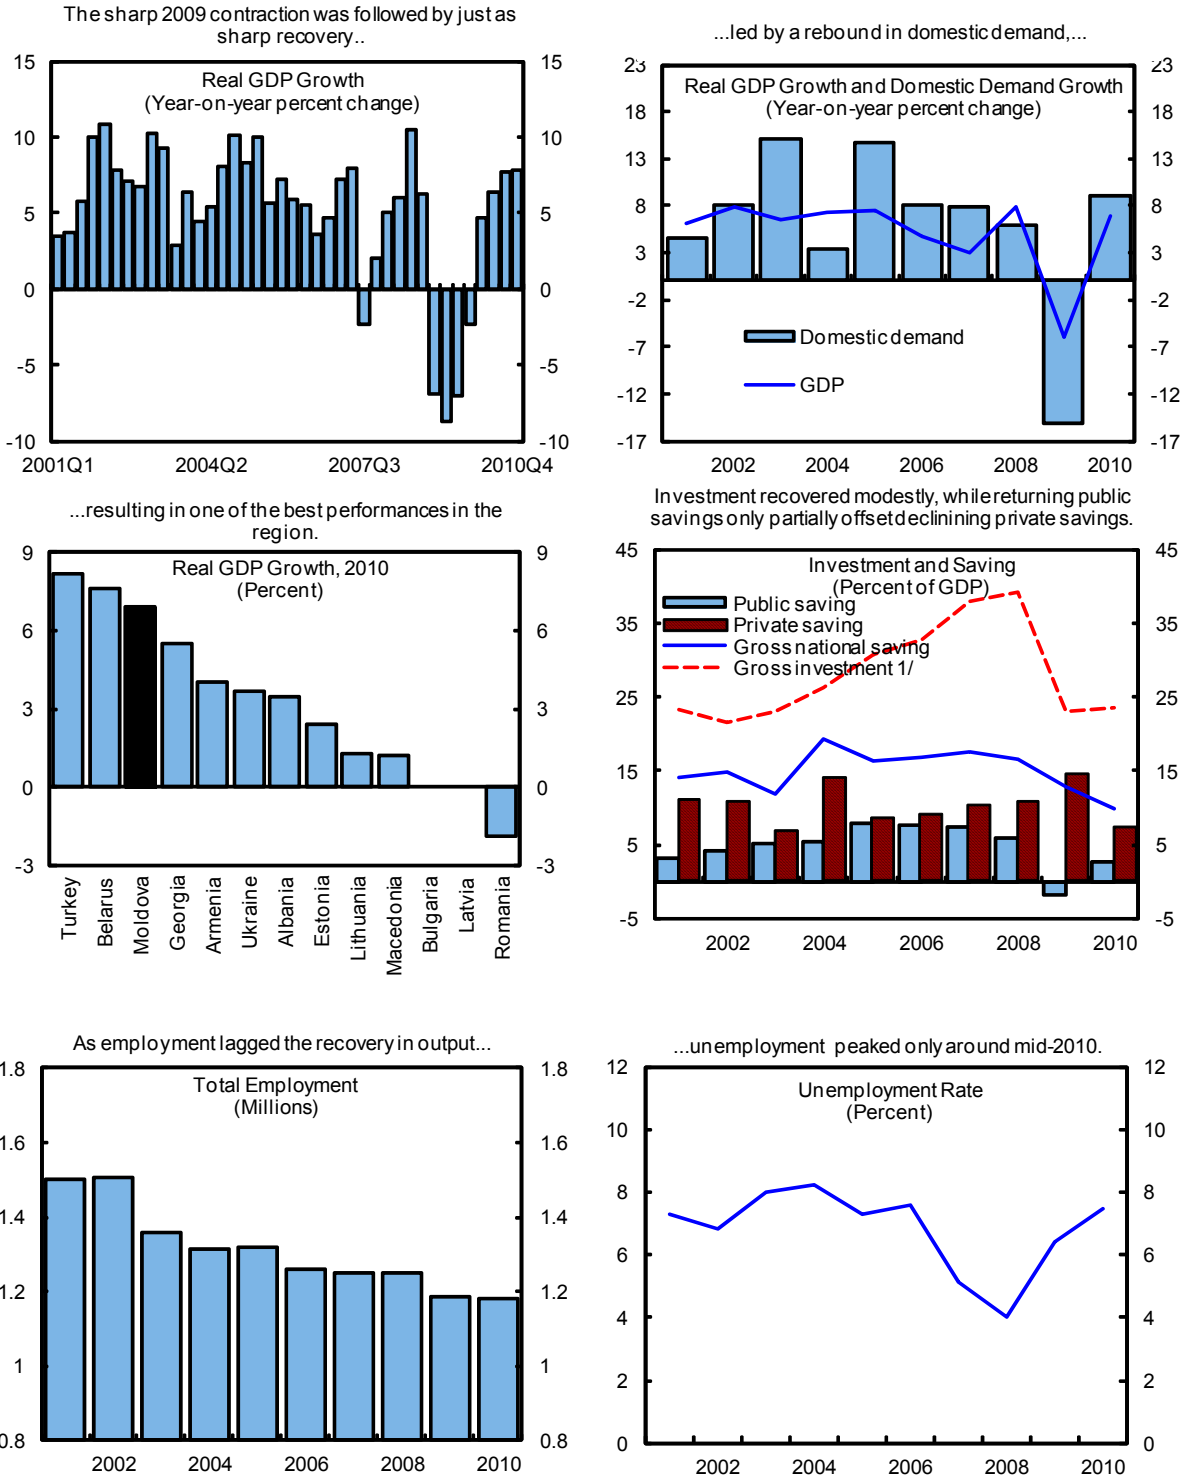 The sharp 2009 contraction was followed by just as
sharp recovery..
Real GDP Growth
(Year-on-year percent change)
15
10
5
0
-5
-10
15
10
5
0
-5
-10
2001Q1 2004Q2 2007Q3 2010Q4
...led by a rebound in domestic demand,...
Real GDP Growth and Domestic Demand Growth
(Year-on-year percent change)
23
18
13
8
3
-2
-7
-12
-17
23
18
13
8
3
-2
-7
-12
-17
Domestic demand
GDP
2002 2004 2006 2008 2010
...resulting in one of the best performances in the
region.
Real GDP Growth, 2010
(Percent)
9
6
3
0
-3
9
6
3
0
-3
Turkey
Belarus
Moldova
Georgia
Armenia
Ukraine
Albania
Estonia
Lithuania
Macedonia
Bulgaria
Latvia
Romania
Investment recovered modestly, while returning public
savings only partially offset declinining private savings.
Investment and Saving
(Percent of GDP)
45
35
25
15
5
-5
45
35
25
15
5
-5
Public saving
Private saving
Gross national saving
Gross investment 1/
2002 2004 2006 2008 2010
As employment lagged the recovery in output...
Total Employment
(Millions)
1.8
1.6
1.4
1.2
1
0.8
1.8
1.6
1.4
1.2
1
0.8
2002 2004 2006 2008 2010
...unemployment peaked only around mid-2010.
Unemployment Rate
(Percent)
12
10
8
6
4
2
0
12
10
8
6
4
2
0
2002 2004 2006 2008 2010